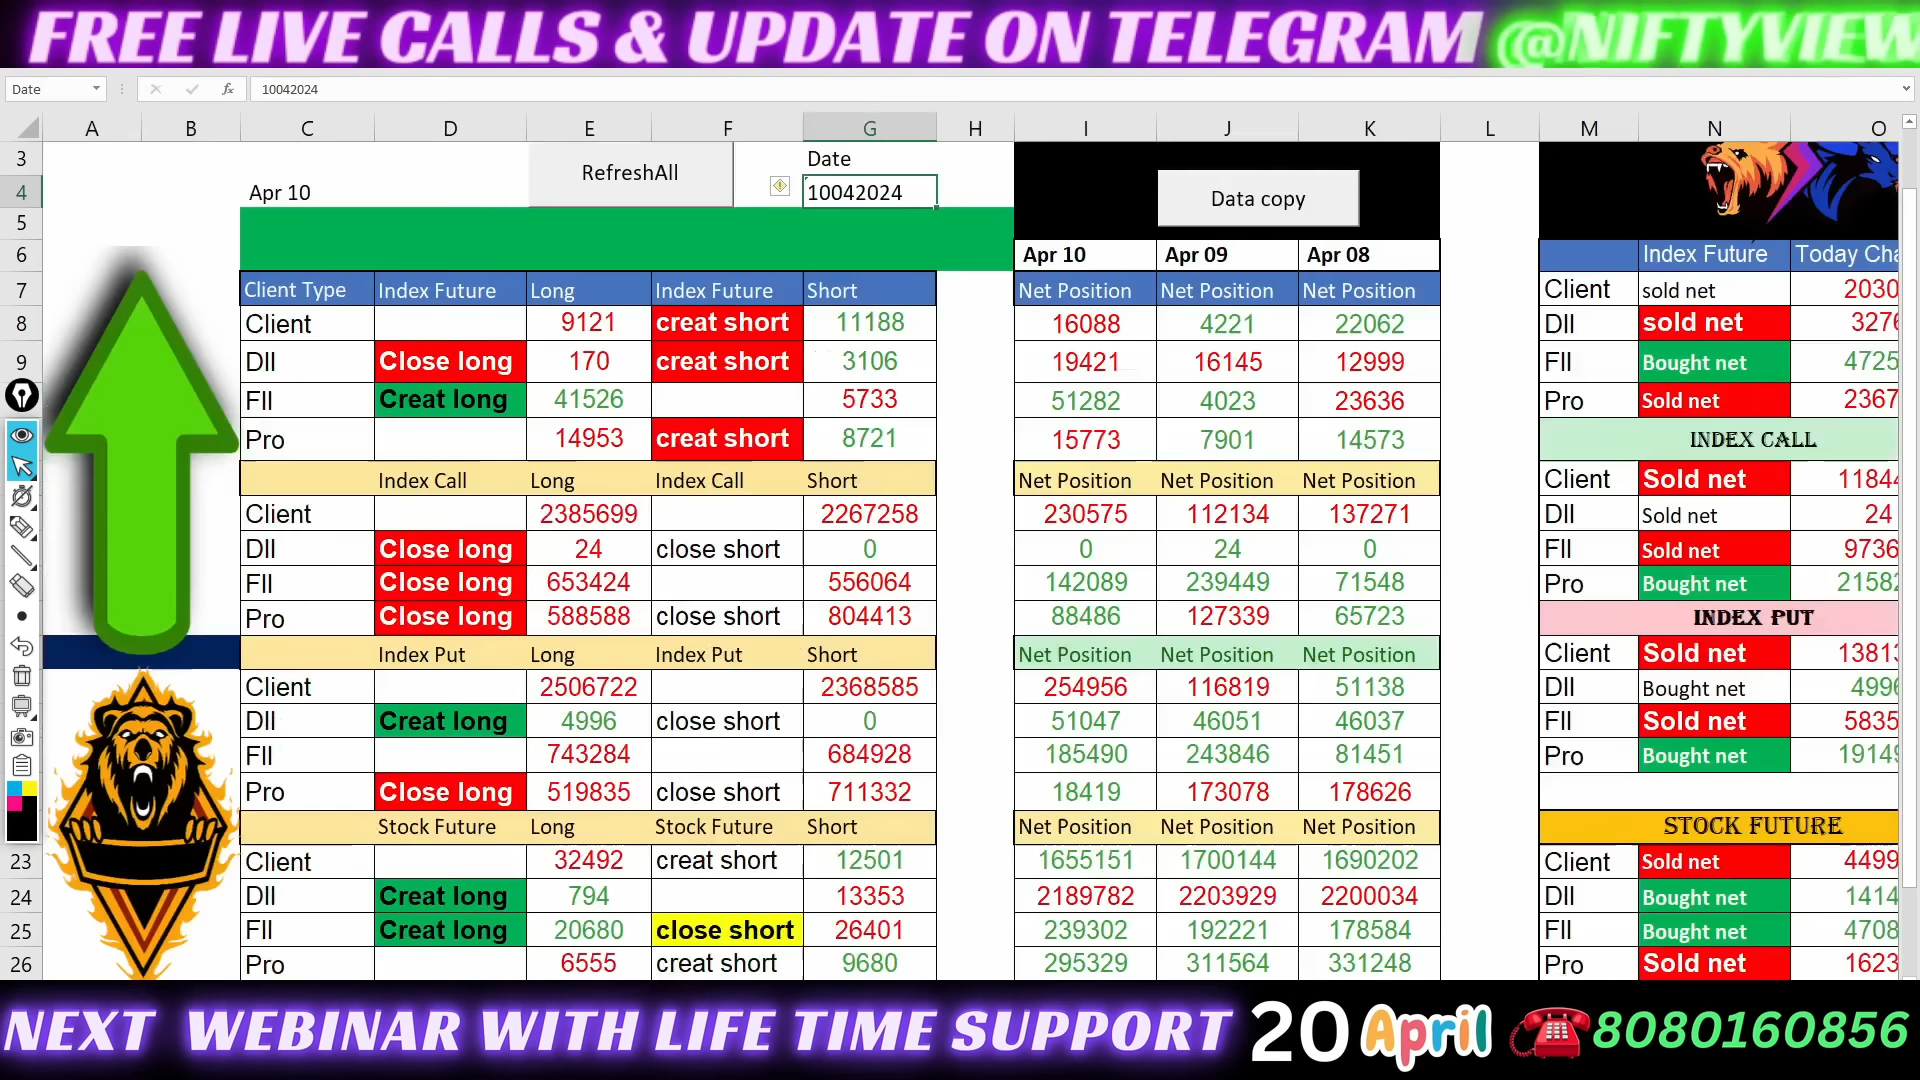 FREE LIVE CALLS & UPDATE ON TELEGRAM @NIFTYVIEW
Date 10042024
A B C D E F G H I J K L M N O
3 RefreshAll Date
4 Apr 10 10042024 Data copy
5
6 Apr 10 Apr 09 Apr 08 Index Future Today Cha
7 Client Type Index Future Long Index Future Short Net Position Net Position Net Position Client sold net 2030
8 Client 9121 creat short 11188 16088 4221 22062 DII sold net 3276
9 DII Close long 170 creat short 3106 19421 16145 12999 FII Bought net 4725
FII Creat long 41526 5733 51282 4023 23636 Pro Sold net 2367
Pro 14953 creat short 8721 15773 7901 14573 INDEX CALL
Index Call Long Index Call Short Net Position Net Position Net Position Client Sold net 11844
Client 2385699 2267258 230575 112134 137271 DII Sold net 24
DII Close long 24 close short 0 0 24 0 FII Sold net 9736
FII Close long 653424 556064 142089 239449 71548 Pro Bought net 21582
Pro Close long 588588 close short 804413 88486 127339 65723 INDEX PUT
Index Put Long Index Put Short Net Position Net Position Net Position Client Sold net 13813
Client 2506722 2368585 254956 116819 51138 DII Bought net 4996
DII Creat long 4996 close short 0 51047 46051 46037 FII Sold net 5835
FII 743284 684928 185490 243846 81451 Pro Bought net 19149
Pro Close long 519835 close short 711332 18419 173078 178626
Stock Future Long Stock Future Short Net Position Net Position Net Position STOCK FUTURE
23 Client 32492 creat short 12501 1655151 1700144 1690202 Client Sold net 4499
24 DII Creat long 794 13353 2189782 2203929 2200034 DII Bought net 1414
25 FII Creat long 20680 close short 26401 239302 192221 178584 FII Bought net 4708
26 Pro 6555 creat short 9680 295329 311564 331248 Pro Sold net 1623
NEXT WEBINAR WITH LIFE TIME SUPPORT 20 April 8080160856